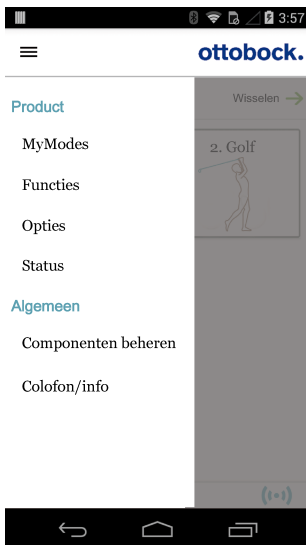 3:57
ottobock.
Product
Wisselen
MyModes
2. Golf
Functies
Opties
Status
Algemeen
Componenten beheren
Colofon/info